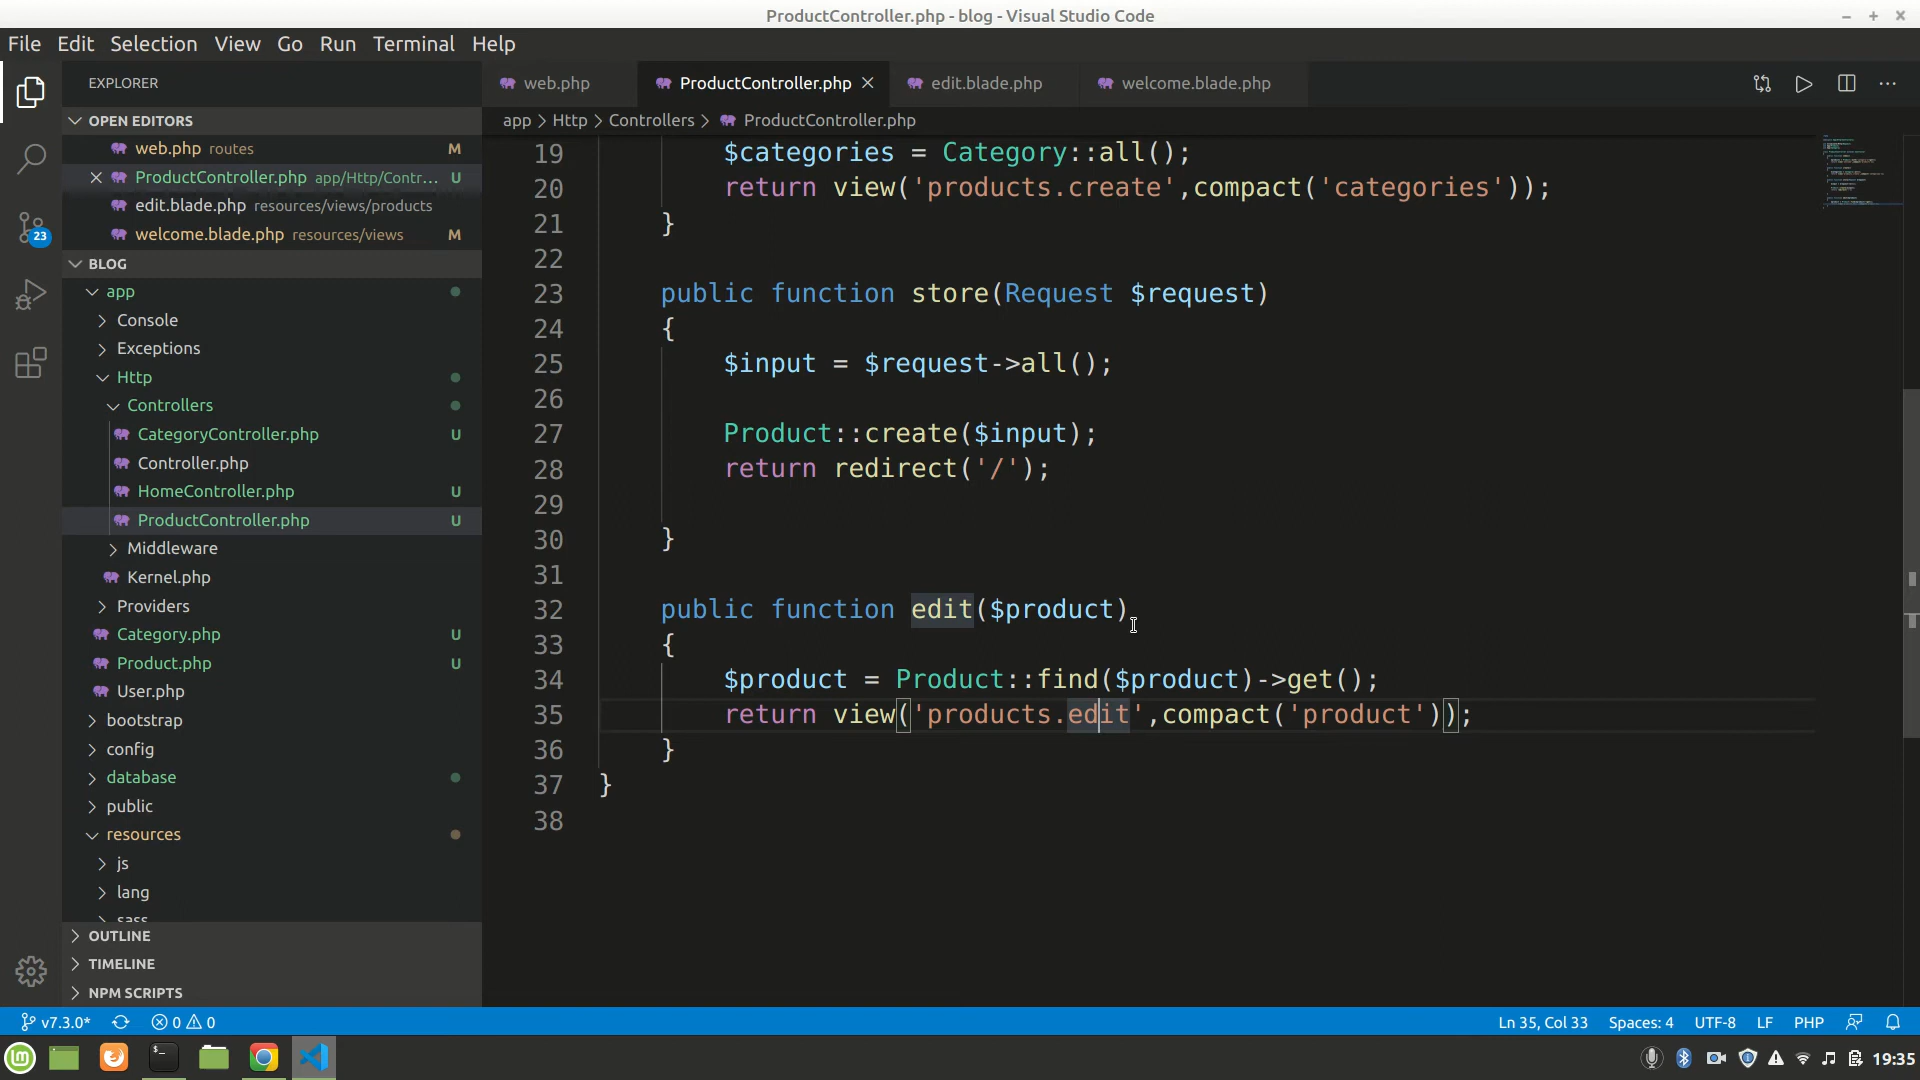 ProductController.php - blog - Visual Studio Code
File Edit Selection View Go Run Terminal Help
EXPLORER
web.php
ProductController.php
edit.blade.php
welcome.blade.php
OPEN EDITORS
app > Http > Controllers > ProductController.php
web.php routes M
ProductController.php app/Http/Contr... U
edit.blade.php resources/views/products
welcome.blade.php resources/views M
BLOG
app
Console
Exceptions
Http
Controllers
CategoryController.php U
Controller.php
HomeController.php U
ProductController.php U
Middleware
Kernel.php
Providers
Category.php U
Product.php U
User.php
bootstrap
config
database
public
resources
js
lang
sass
OUTLINE
TIMELINE
NPM SCRIPTS
23
19 $categories = Category::all();
20 return view('products.create',compact('categories'));
21 }
22
23 public function store(Request $request)
24 {
25 $input = $request->all();
26
27 Product::create($input);
28 return redirect('/');
29
30 }
31
32 public function edit($product)
33 {
34 $product = Product::find($product)->get();
35 return view('products.edit',compact('product'));
36 }
37 }
38
v7.3.0* 0 0 Ln 35, Col 33 Spaces: 4 UTF-8 LF PHP
19:35